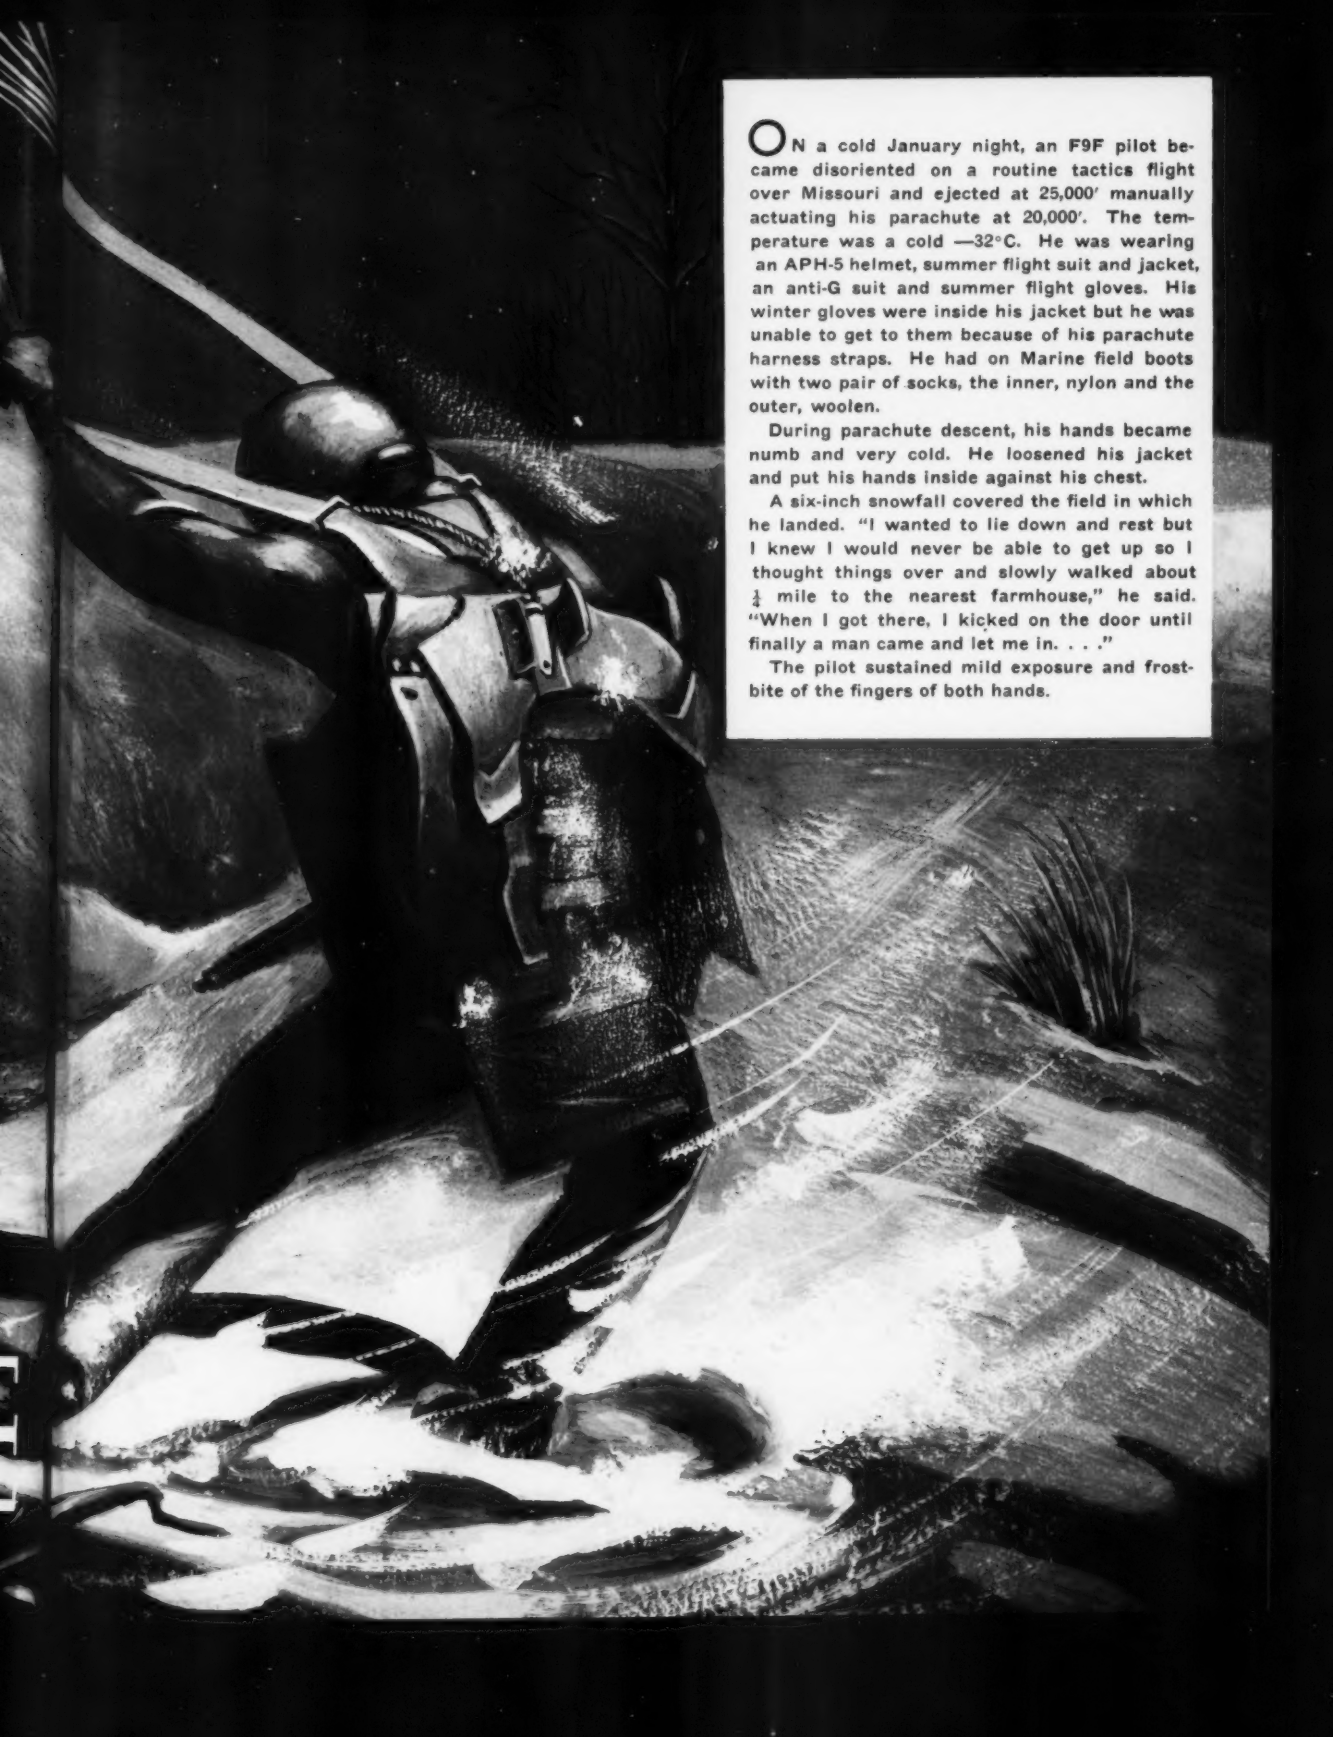 ON a cold January night, an F9F pilot be-
came disoriented on a routine tactics flight
over Missouri and ejected at 25,000′ manually
actuating his parachute at 20,000′. The tem-
perature was a cold —32°C. He was wearing
an APH-5 helmet, summer flight suit and jacket,
an anti-G suit and summer flight gloves. His
winter gloves were inside his jacket but he was
unable to get to them because of his parachute
harness straps. He had on Marine field boots
with two pair of socks, the inner, nylon and the
outer, woolen.
During parachute descent, his hands became
numb and very cold. He loosened his jacket
and put his hands inside against his chest.
A six-inch snowfall covered the field in which
he landed. “I wanted to lie down and rest but
I knew I would never be able to get up so I
thought things over and slowly walked about
¼ mile to the nearest farmhouse,” he said.
“When I got there, I kicked on the door until
finally a man came and let me in. . . .”
The pilot sustained mild exposure and frost-
bite of the fingers of both hands.